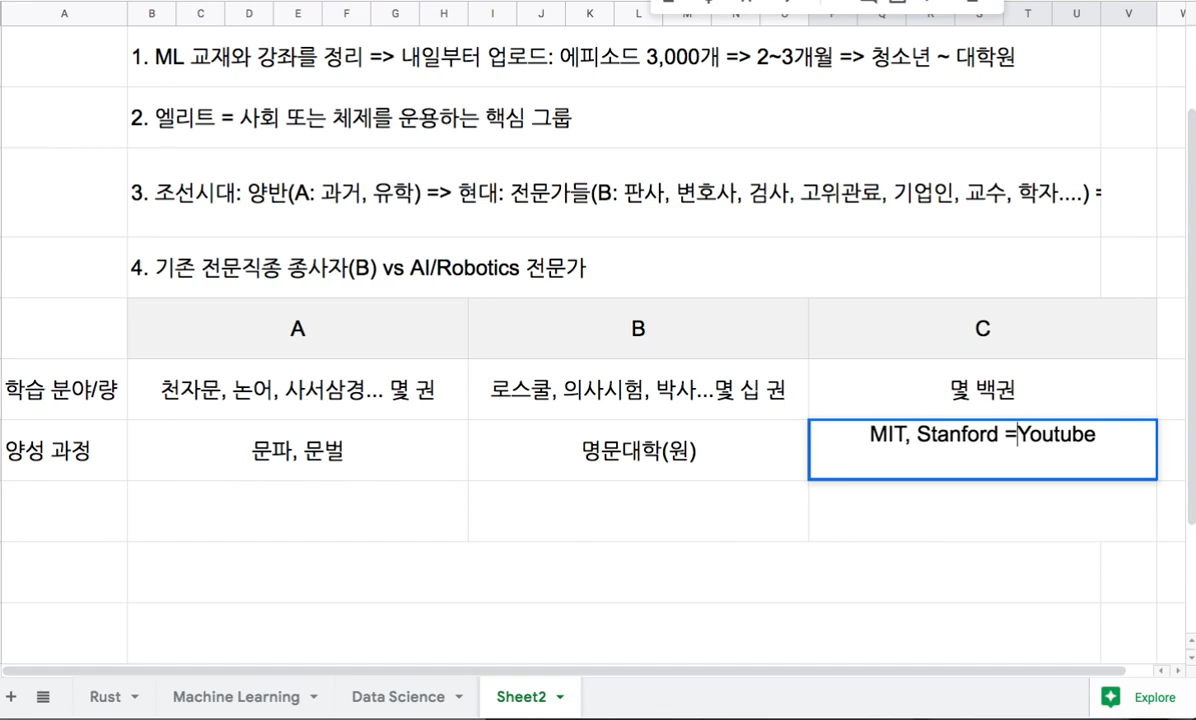 A B C D E F G H I J K L M N O P Q R S T U V W
1. ML 교재와 강좌를 정리 => 내일부터 업로드: 에피소드 3,000개 => 2~3개월 => 청소년 ~ 대학원
2. 엘리트 = 사회 또는 체제를 운용하는 핵심 그룹
3. 조선시대: 양반(A: 과거, 유학) => 현대: 전문가들(B: 판사, 변호사, 검사, 고위관료, 기업인, 교수, 학자....) =
4. 기존 전문직종 종사자(B) vs AI/Robotics 전문가
A B C
학습 분야/량 천자문, 논어, 사서삼경... 몇 권 로스쿨, 의사시험, 박사...몇 십 권 몇 백권
양성 과정 문파, 문벌 명문대학(원) MIT, Stanford =Youtube
Rust Machine Learning Data Science Sheet2 Explore